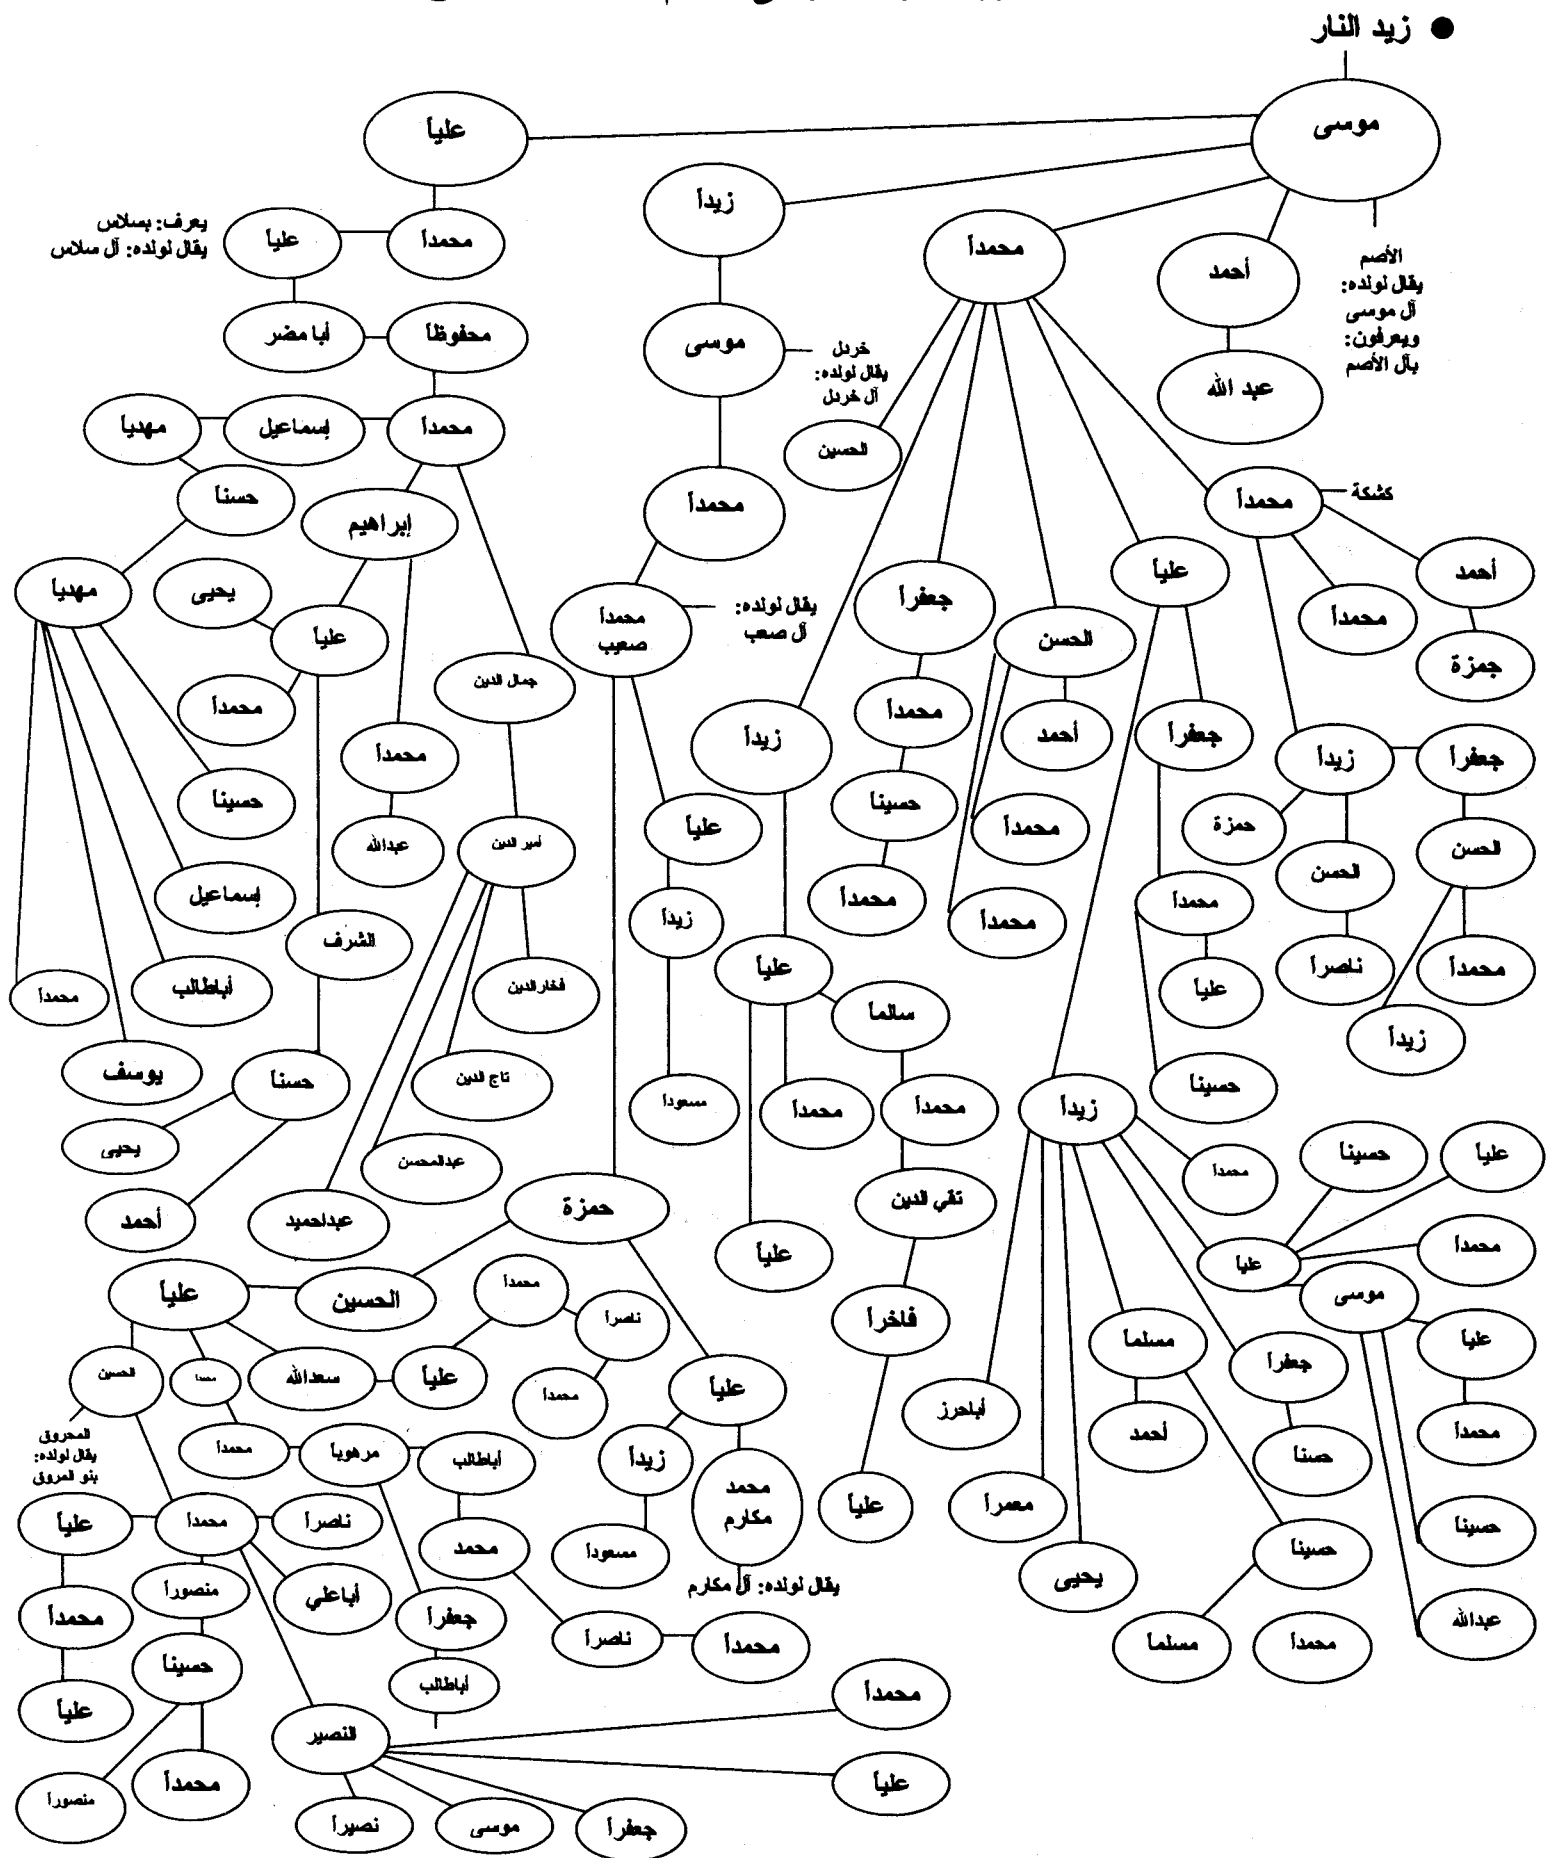 زيد النار
موسى
علياً
زيداً
محمداً
أحمد
الأصم
يقال لولده:
آل موسى
ويعرفون:
بآل الأصم
يعرف: بسلاس
يقال لولده: آل سلاس
علياً
محمداً
أبا مضر
محفوظاً
موسى
خردل
يقال لولده:
آل خردل
عبد الله
مهديا
إسماعيل
محمداً
الحسين
حسنا
إبراهيم
محمداً
محمداً
كشكة
مهديا
يحيى
علياً
محمداً
صعيب
يقال لولده:
آل صعب
جعفراً
الحسن
علياً
محمداً
أحمد
جمزة
محمداً
جمال الدين
محمداً
زيداً
محمداً
أحمد
جعفراً
زيداً
جعفراً
حسينا
عبدالله
أمير الدين
علياً
حسينا
محمداً
حمزة
الحسن
إسماعيل
الشرف
زيداً
محمداً
محمداً
محمداً
الحسن
محمداً
أباطالب
فخارالدين
علياً
سالما
علياً
ناصراً
محمداً
زيداً
يوسف
حسنا
تاج الدين
مسعودا
محمداً
محمداً
زيداً
حسينا
يحيى
عبدالمحسن
محمداً
حسينا
علياً
أحمد
عبداحميد
حمزة
علياً
تقي الدين
علياً
محمداً
علياً
الحسين
محمداً
ناصراً
فاخراً
موسى
الحسين
محمداً
سعدالله
علياً
محمداً
علياً
مسلما
جعفراً
علياً
المحروق
يقال لولده:
بنو المروق
محمداً
مرهوبا
أباطالب
زيداً
محمد
مكارم
علياً
أباحرز
أحمد
حسنا
محمداً
علياً
محمداً
ناصراً
محمد
مسعودا
معمرا
حسينا
حسينا
يقال لولده: آل مكارم
منصورا
أباعلي
جعفراً
يحيى
محمداً
حسينا
ناصراً
محمداً
مسلما
محمداً
عبدالله
علياً
أباطالب
محمداً
النصير
منصورا
محمداً
علياً
نصيراً
موسى
جعفراً